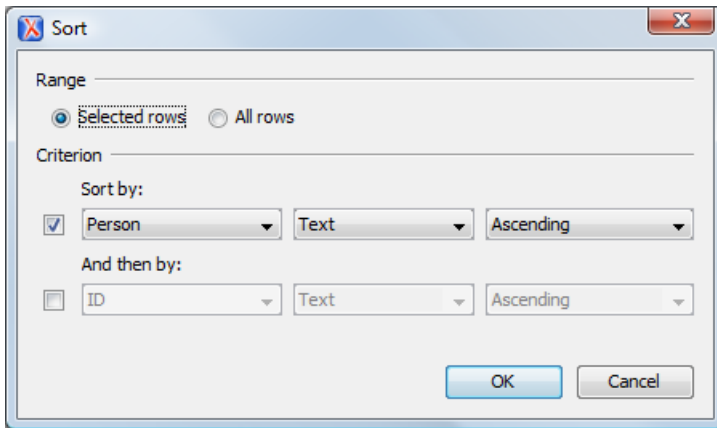 Sort
Range
Selected rows All rows
Criterion
Sort by:
Person Text Ascending
And then by:
ID Text Ascending
OK Cancel